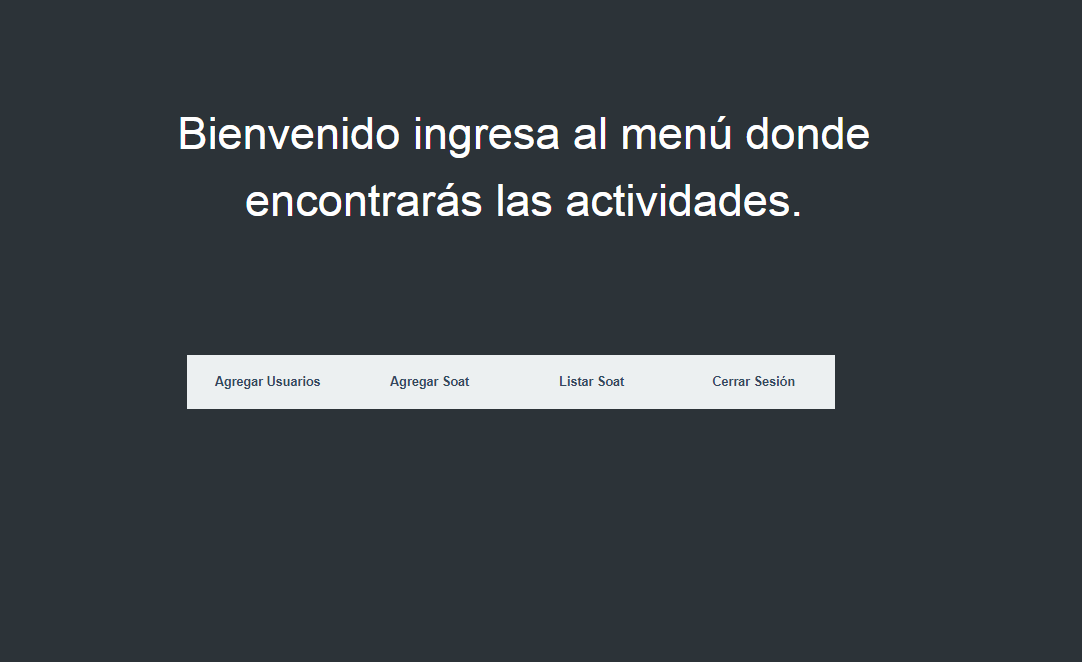 Bienvenido ingresa al menú donde
encontrarás las actividades.
Agregar Usuarios Agregar Soat Listar Soat Cerrar Sesión